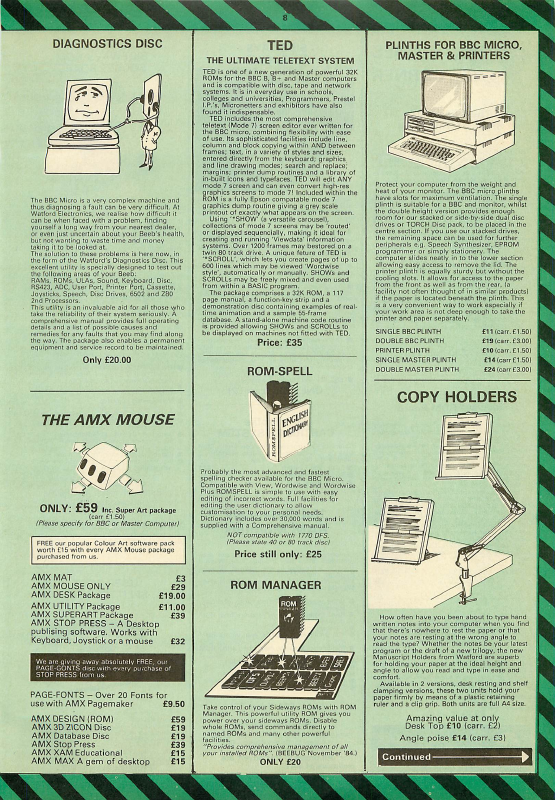 8
DIAGNOSTICS DISC
The BBC Micro is a very complex machine and
thus diagnosing a fault can be very difficult. At
Watford Electronics, we realise how difficult it
can be when faced with a problem, finding
yourself a long way from your nearest dealer,
or even just uncertain about your Beeb's health,
but not wanting to waste time and money
taking it to be looked at.
The solution to these problems is here now, in
the form of Watford's Diagnostics Disc. This
excellent utility is specially designed to test out
the following areas of your Beeb.
RAMs, ROMs, ULAs, Sound, Keyboard, Disc,
RS423, ADC, User Port, Printer Port, Cassette,
Joysticks, Speech, Disc Drives, 6502 and Z80
2nd Processors.
This utility is an invaluable aid for all those who
take the reliability of their system seriously. A
comprehensive manual provides full operating
details and a list of possible causes and
remedies for any faults that you may find along
the way. The package also enables a permanent
equipment and service record to be maintained.
Only £20.00
THE AMX MOUSE
ONLY: £59 Inc. Super Art package
(carr £1.50)
(Please specify for BBC or Master Computer)
FREE our popular Colour Art software pack
worth £15 with every AMX Mouse package
purchased from us.
AMX MAT £3
AMX MOUSE ONLY £29
AMX DESK Package £19.00
AMX UTILITY Package £11.00
AMX SUPERART Package £39
AMX STOP PRESS – A Desktop
publising software. Works with
Keyboard, Joystick or a mouse £32
We are giving away absolutely FREE, our
PAGE-FONTS disc with every purchase of
STOP PRESS from us.
PAGE-FONTS – Over 20 Fonts for
use with AMX Pagemaker £9.50
AMX DESIGN (ROM) £59
AMX 3D ZICON Disc £19
AMX Database Disc £19
AMX Stop Press £39
AMX XAM Educational £15
AMX MAX A gem of desktop £15
TED
THE ULTIMATE TELETEXT SYSTEM
TED is one of a new generation of powerful 32K
ROMs for the BBC B, B+ and Master computers
and is compatible with disc, tape and network
systems. It is in everyday use in schools,
colleges and universities, Programmers, Prestel
I.P.'s, Micronetters and exhibitors have also
found it indispensable.
TED includes the most comprehensive
teletext (Mode 7) screen editor ever written for
the BBC micro, combining flexibility with ease
of use. Its sophisticated facilities include line,
column and block copying within AND between
frames; text, in a variety of styles and sizes,
entered directly from the keyboard; graphics
and line drawing modes; search and replace;
margins; printer dump routines and a library of
in-built icons and typefaces. TED will EDIT ANY
mode 7 screen and can even convert high-res
graphics screens to mode 7! Included within the
ROM is a fully Epson compatable mode 7
graphics dump routine giving a grey scale
printout of exactly what appears on the screen.
Using "SHOW (a versatile carousel),
collections of mode 7 screens may be 'routed'
or displayed sequentially, making it ideal for
creating and running 'Viewdata' information
systems. Over 1200 frames may bestored on a
twin 80 track drive. A unique feture of TED is
"SCROLL", which lets you create pages of up to
600 lines which can be viewed 'Wordwise
style', automatically or manually. SHOWs and
SCROLLs may be freely mixed and even used
from within a BASIC program.
The package comprises a 32K ROM, a 117
page manual, a function-key strip and a
demonstration disc containing examples of real-
time animation and a sample 55-frame
database. A stand-alone machine code routine
is provided allowing SHOWs and SCROLLs to
be displayed on machines not fitted with TED.
Price: £35
ROM-SPELL
ROMSPELL
ENGLISH
DICTIONARY
Probably the most advanced and fastest
spelling checker available for the BBC Micro.
Compatible with View, Wordwise and Wordwise
Plus ROMSPELL is simple to use with easy
editing of incorrect words. Full facilities for
editing the user dictionary to allow
customisation to your personal needs.
Dictionary includes over 30,000 words and is
supplied with a Comprehensive manual.
NOT compatible with 1770 DFS.
(Please state 40 or 80 track disc)
Price still only: £25
ROM MANAGER
ROM
Take control of your Sideways ROMs with Rom
Manager. This powerful utility ROM gives you
power over your sideways ROMs. Disable
whole ROMs, send commands directly to
named ROMs and many other powerful
facilities.
"Provides comprehensive management of all
your installed ROMs". (BEEBUG November '84.)
ONLY £20
PLINTHS FOR BBC MICRO,
MASTER & PRINTERS
Protect your computer from the weight and
heat of your monitor. The BBC micro plinths
have slots for maximum ventilation. The single
plinth is suitable for a BBC and monitor, whilst
the double height version provides enough
room for our stacked or side-by-side dual disc
drives or TORCH Disc pack, to be placed in the
centre section. If you use our stacked drives,
the remaining space can be used for further
peripherals e.g. Speech Synthesizer, EPROM
programmer or simply stationery. The
computer slides neatly in to the lower section
allowing easy access to remove the lid. The
printer plinth is equally sturdy but without the
cooling slots. It allows for access to the paper
from the front as well as from the rear, (a
facility not often thought of in similar products)
if the paper is located beneath the plinth. This
is a very convenient way to work especially if
your work area is not deep enough to take the
printer and paper separately.
SINGLE BBC PLINTH £11 (carr. £1.50)
DOUBLE BBC PLINTH £19 (carr. £3.00)
PRINTER PLINTH £10 (carr. £1.50)
SINGLE MASTER PLINTH £14 (carr £1.50)
DOUBLE MASTER PLINTH £24 (carr £3.00)
COPY HOLDERS
How often have you been about to type hand
written notes into your computer when you find
that there's nowhere to rest the paper or that
your notes are resting at the wrong angle to
read the type? Whether the notes be your latest
program or the draft of a new trilogy, the new
Manuscript Holders from Watford are superb
for holding your paper at the ideal height and
angle to allow you read and type in ease and
comfort.
Available in 2 versions, desk resting and shelf
clamping versions, these two units hold your
paper firmly by means of a plastic retaining
ruler and a clip grip. Both units are full A4 size.
Amazing value at only
Desk Top £10 (carr. £2)
Angle poise £14 (carr. £3)
Continued